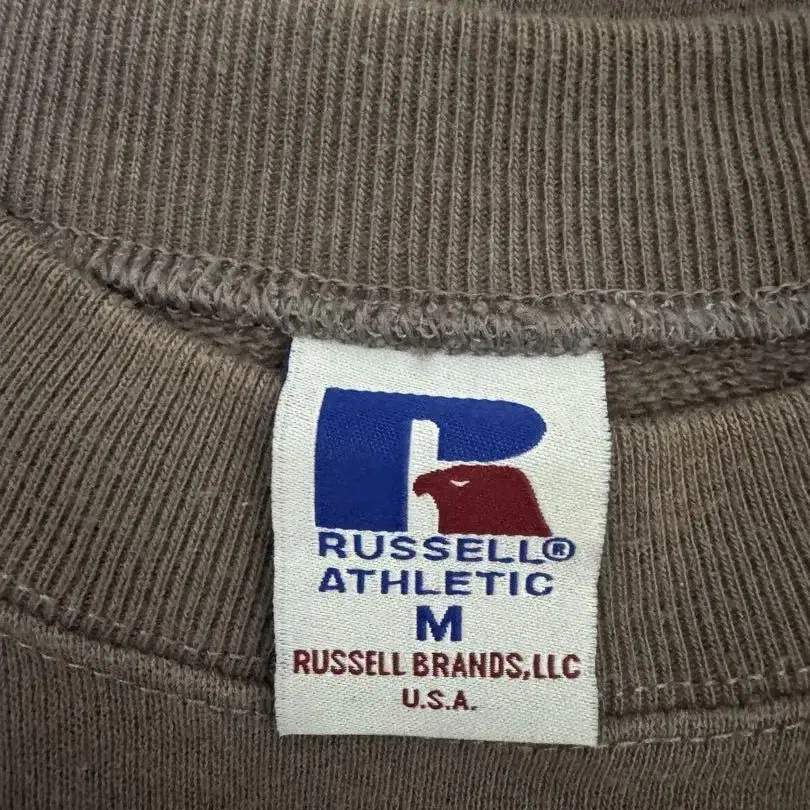 RUSSELL®
ATHLETIC
M
RUSSELL BRANDS,LLC
U.S.A.